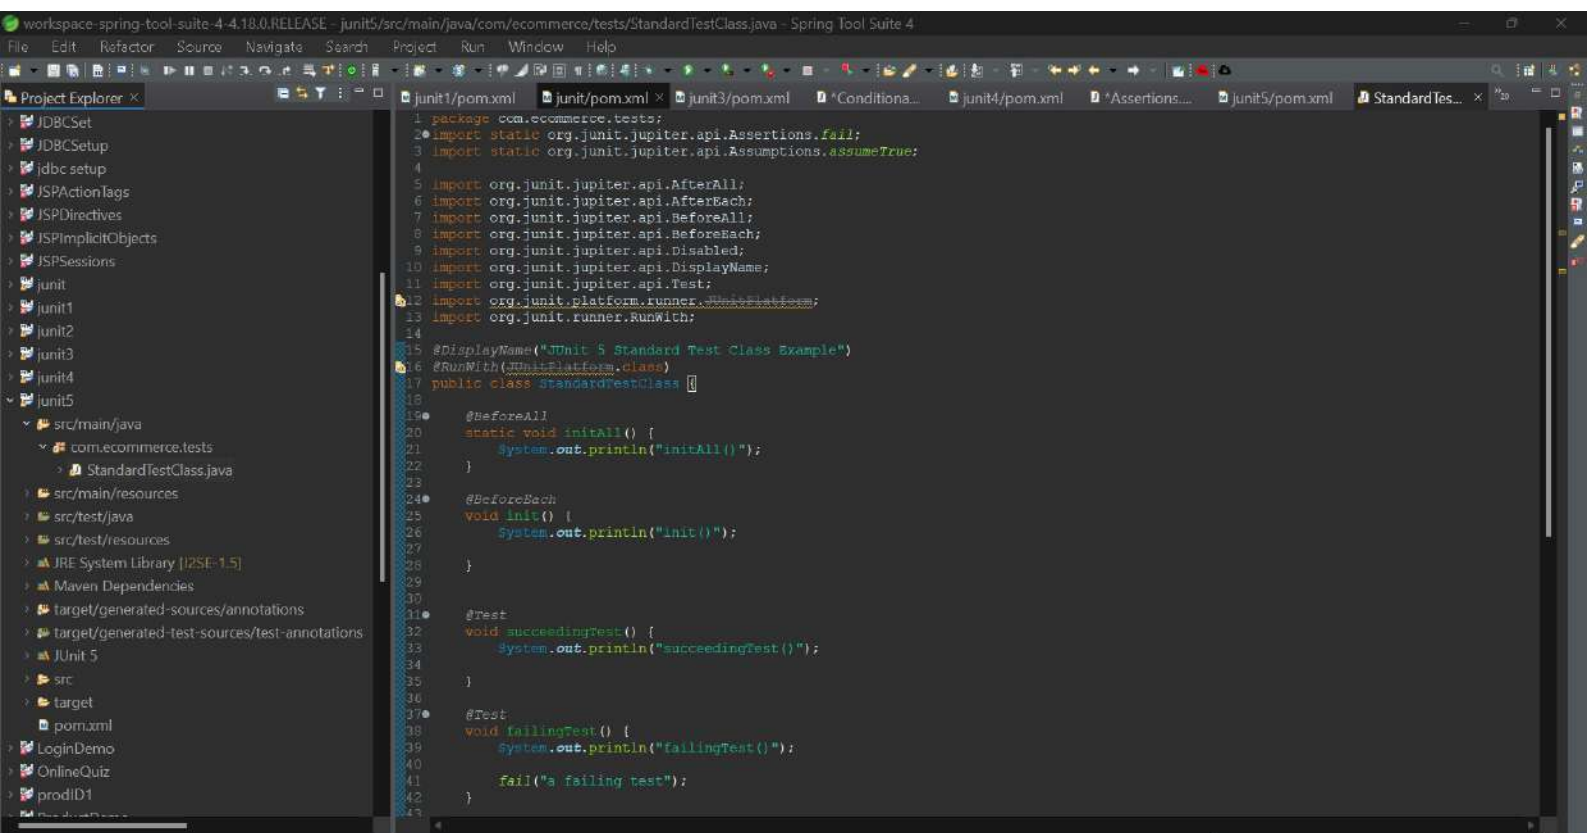 workspace-spring-tool-suite-4-4.18.0.RELEASE - junit5/src/main/java/com/ecommerce/tests/StandardTestClass.java - Spring Tool Suite 4
File Edit Refactor Source Navigate Search Project Run Window Help
Project Explorer
junit1/pom.xml junit/pom.xml junit3/pom.xml *Conditiona... junit4/pom.xml *Assertions.... junit5/pom.xml StandardTes... »20
JDBCSet
JDBCSetup
jdbc setup
JSPActionTags
JSPDirectives
JSPImplicitObjects
JSPSessions
junit
junit1
junit2
junit3
junit4
junit5
src/main/java
com.ecommerce.tests
StandardTestClass.java
src/main/resources
src/test/java
src/test/resources
JRE System Library [J2SE-1.5]
Maven Dependencies
target/generated-sources/annotations
target/generated-test-sources/test-annotations
JUnit 5
src
target
pom.xml
LoginDemo
OnlineQuiz
prodID1
ProductDemo
1 package com.ecommerce.tests;
2 import static org.junit.jupiter.api.Assertions.fail;
3 import static org.junit.jupiter.api.Assumptions.assumeTrue;
4
5 import org.junit.jupiter.api.AfterAll;
6 import org.junit.jupiter.api.AfterEach;
7 import org.junit.jupiter.api.BeforeAll;
8 import org.junit.jupiter.api.BeforeEach;
9 import org.junit.jupiter.api.Disabled;
10 import org.junit.jupiter.api.DisplayName;
11 import org.junit.jupiter.api.Test;
12 import org.junit.platform.runner.JUnitPlatform;
13 import org.junit.runner.RunWith;
14
15 @DisplayName("JUnit 5 Standard Test Class Example")
16 @RunWith(JUnitPlatform.class)
17 public class StandardTestClass {
18
19 @BeforeAll
20 static void initAll() {
21 System.out.println("initAll()");
22 }
23
24 @BeforeEach
25 void init() {
26 System.out.println("init()");
27
28 }
29
30
31 @Test
32 void succeedingTest() {
33 System.out.println("succeedingTest()");
34
35 }
36
37 @Test
38 void failingTest() {
39 System.out.println("failingTest()");
40
41 fail("a failing test");
42 }
43